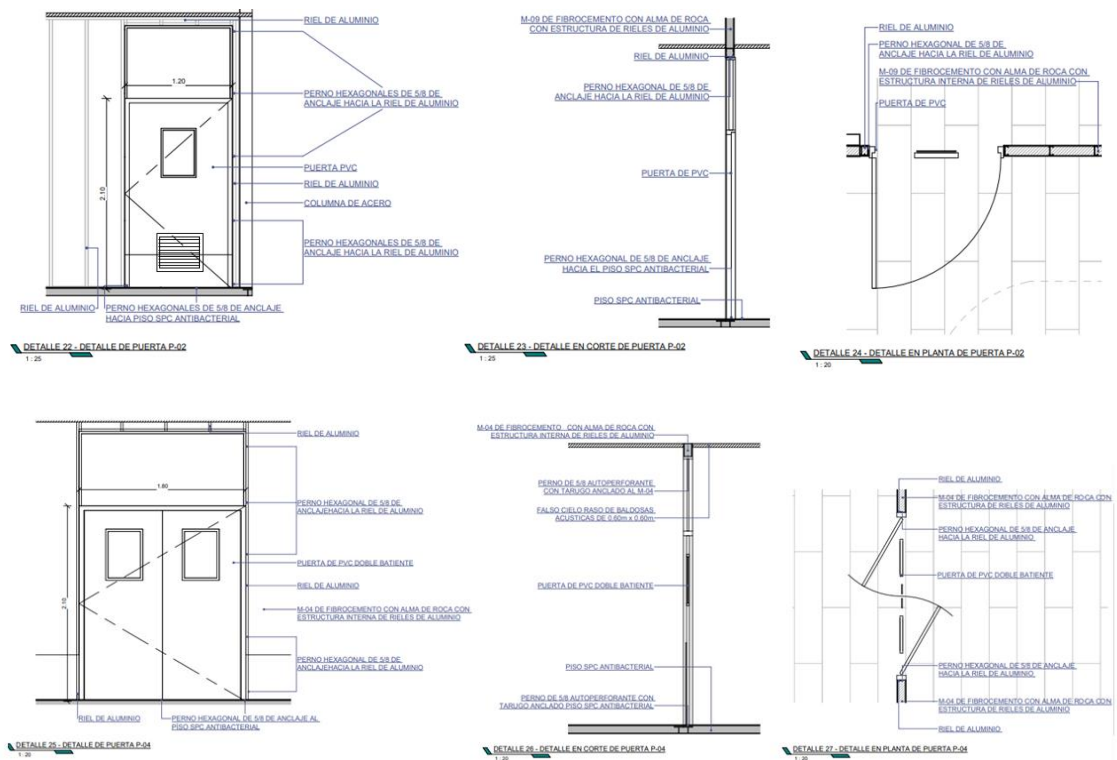 RIEL DE ALUMINIO
1.20
PERNO HEXAGONALES DE 5/8 DE
ANCLAJE HACIA LA RIEL DE ALUMINIO
PUERTA PVC
RIEL DE ALUMINIO
2.10
COLUMNA DE ACERO
PERNO HEXAGONALES DE 5/8 DE
ANCLAJE HACIA LA RIEL DE ALUMINIO
RIEL DE ALUMINIO
PERNO HEXAGONALES DE 5/8 DE ANCLAJE
HACIA PISO SPC ANTIBACTERIAL
DETALLE 22 - DETALLE DE PUERTA P-02
1 : 25
M-09 DE FIBROCEMENTO CON ALMA DE ROCA
CON ESTRUCTURA DE RIELES DE ALUMINIO
RIEL DE ALUMINIO
PERNO HEXAGONAL DE 5/8 DE
ANCLAJE HACIA LA RIEL DE ALUMINIO
PUERTA DE PVC
PERNO HEXAGONAL DE 5/8 DE ANCLAJE
HACIA EL PISO SPC ANTIBACTERIAL
PISO SPC ANTIBACTERIAL
DETALLE 23 - DETALLE EN CORTE DE PUERTA P-02
1 : 25
RIEL DE ALUMINIO
PERNO HEXAGONAL DE 5/8 DE
ANCLAJE HACIA LA RIEL DE ALUMINIO
M-09 DE FIBROCEMENTO CON ALMA DE ROCA CON
ESTRUCTURA INTERNA DE RIELES DE ALUMINIO
PUERTA DE PVC
DETALLE 24 - DETALLE EN PLANTA DE PUERTA P-02
1 : 20
RIEL DE ALUMINIO
1.80
PERNO HEXAGONAL DE 5/8 DE
ANCLAJEHACIA LA RIEL DE ALUMINIO
PUERTA DE PVC DOBLE BATIENTE
RIEL DE ALUMINIO
2.10
M-04 DE FIBROCEMENTO CON ALMA DE ROCA CON
ESTRUCTURA INTERNA DE RIELES DE ALUMINIO
PERNO HEXAGONAL DE 5/8 DE
ANCLAJEHACIA LA RIEL DE ALUMINIO
RIEL DE ALUMINIO
PERNO HEXAGONAL DE 5/8 DE ANCLAJE AL
PISO SPC ANTIBACTERIAL
DETALLE 25 - DETALLE DE PUERTA P-04
1 : 20
M-04 DE FIBROCEMENTO CON ALMA DE ROCA CON
ESTRUCTURA INTERNA DE RIELES DE ALUMINIO
PERNO DE 5/8 AUTOPERFORANTE
CON TARUGO ANCLADO AL M-04
FALSO CIELO RASO DE BALDOSAS
ACUSTICAS DE 0.60m x 0.60m
PUERTA DE PVC DOBLE BATIENTE
PISO SPC ANTIBACTERIAL
PERNO DE 5/8 AUTOPERFORANTE CON
TARUGO ANCLADO PISO SPC ANTIBACTERIAL
DETALLE 26 - DETALLE EN CORTE DE PUERTA P-04
1 : 20
RIEL DE ALUMINIO
M-04 DE FIBROCEMENTO CON ALMA DE ROCA CON
ESTRUCTURA INTERNA DE RIELES DE ALUMINIO
PERNO HEXAGONAL DE 5/8 DE ANCLAJE
HACIA LA RIEL DE ALUMINIO
PUERTA DE PVC DOBLE BATIENTE
PERNO HEXAGONAL DE 5/8 DE ANCLAJE
HACIA LA RIEL DE ALUMINIO
M-04 DE FIBROCEMENTO CON ALMA DE ROCA CON
ESTRUCTURA INTERNA DE RIELES DE ALUMINIO
RIEL DE ALUMINIO
DETALLE 27 - DETALLE EN PLANTA DE PUERTA P-04
1 : 20